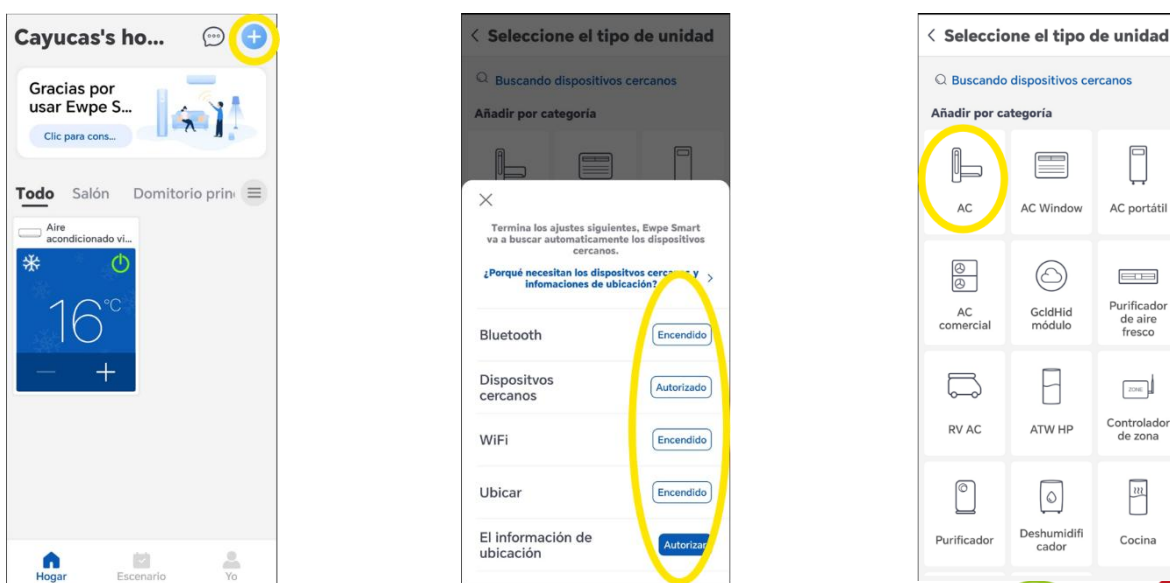 Cayucas's ho...
Gracias por
usar Ewpe S...
Clic para cons...
Todo Salón Domitorio prin
Aire
acondicionado vi...
16°C
Hogar Escenario Yo
Seleccione el tipo de unidad
Buscando dispositivos cercanos
Añadir por categoría
Termina los ajustes siguientes, Ewpe Smart
va a buscar automaticamente los dispositivos
cercanos.
¿Porqué necesitan los dispositvos cercanos y
infomaciones de ubicación?
Bluetooth Encendido
Dispositvos
cercanos
Autorizado
WiFi Encendido
Ubicar Encendido
El información de
ubicación
Autorizar
Seleccione el tipo de unidad
Buscando dispositivos cercanos
Añadir por categoría
AC AC Window AC portátil
AC
comercial
GcldHid
módulo
Purificador
de aire
fresco
RV AC ATW HP
ZONE
Controlador
de zona
Purificador
Deshumidifi
cador
Cocina